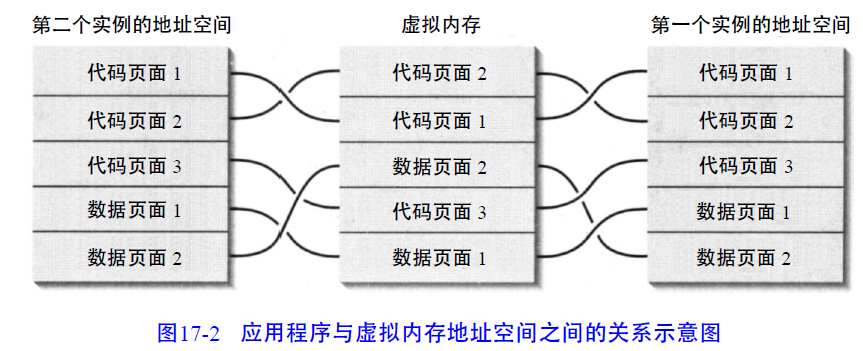 第二个实例的地址空间
虚拟内存
第一个实例的地址空间
代码页面 1
代码页面 2
代码页面 3
数据页面 1
数据页面 2
代码页面 2
代码页面 1
数据页面 2
代码页面 3
数据页面 1
代码页面 1
代码页面 2
代码页面 3
数据页面 1
数据页面 2
图17-2 应用程序与虚拟内存地址空间之间的关系示意图